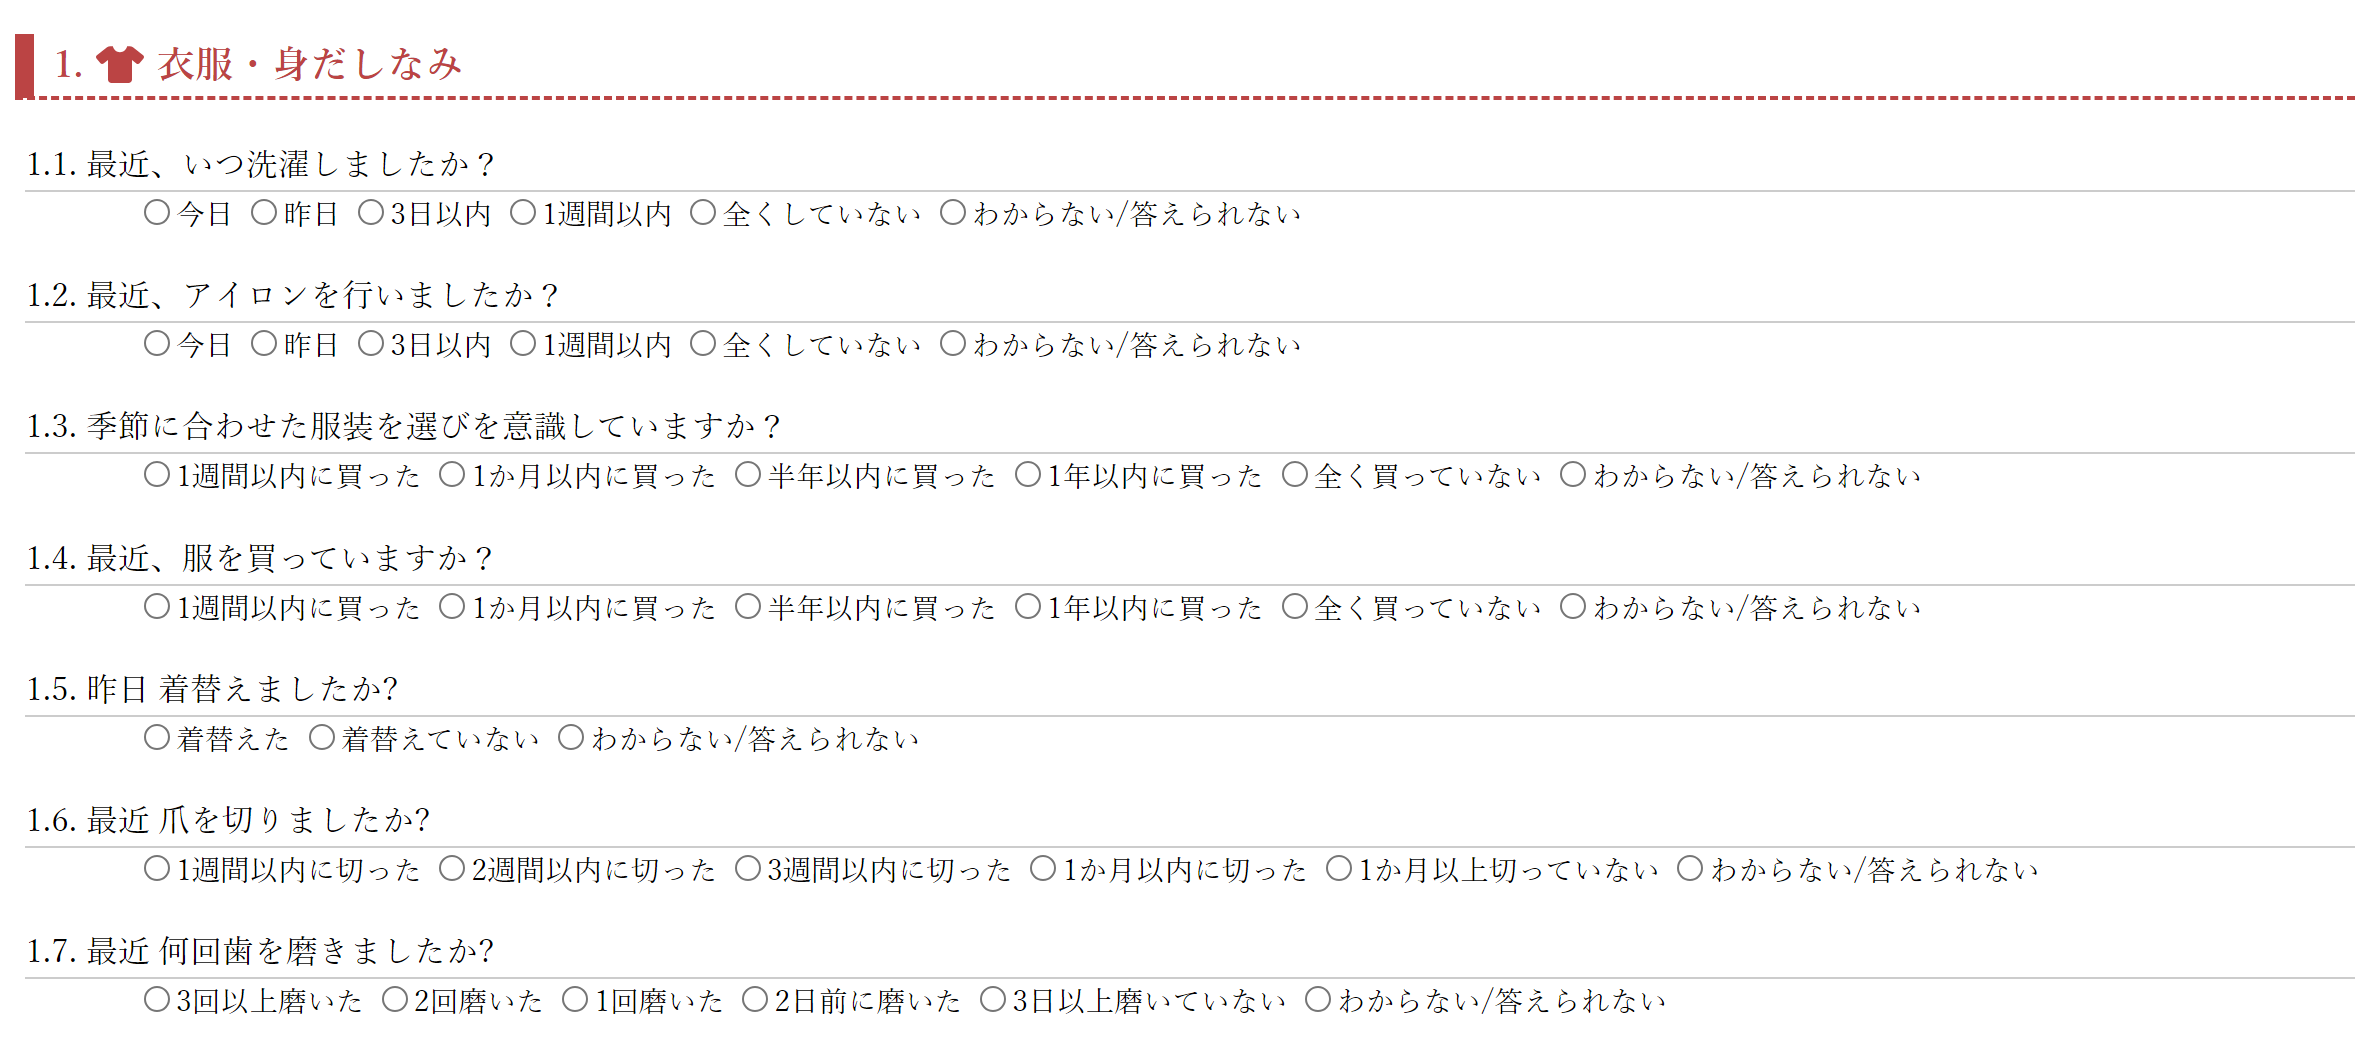 1. 衣服・身だしなみ
1.1. 最近、いつ洗濯しましたか？
今日 昨日 3日以内 1週間以内 全くしていない わからない/答えられない
1.2. 最近、アイロンを行いましたか？
今日 昨日 3日以内 1週間以内 全くしていない わからない/答えられない
1.3. 季節に合わせた服装を選びを意識していますか？
1週間以内に買った 1か月以内に買った 半年以内に買った 1年以内に買った 全く買っていない わからない/答えられない
1.4. 最近、服を買っていますか？
1週間以内に買った 1か月以内に買った 半年以内に買った 1年以内に買った 全く買っていない わからない/答えられない
1.5. 昨日 着替えましたか?
着替えた 着替えていない わからない/答えられない
1.6. 最近 爪を切りましたか?
1週間以内に切った 2週間以内に切った 3週間以内に切った 1か月以内に切った 1か月以上切っていない わからない/答えられない
1.7. 最近 何回歯を磨きましたか?
3回以上磨いた 2回磨いた 1回磨いた 2日前に磨いた 3日以上磨いていない わからない/答えられない